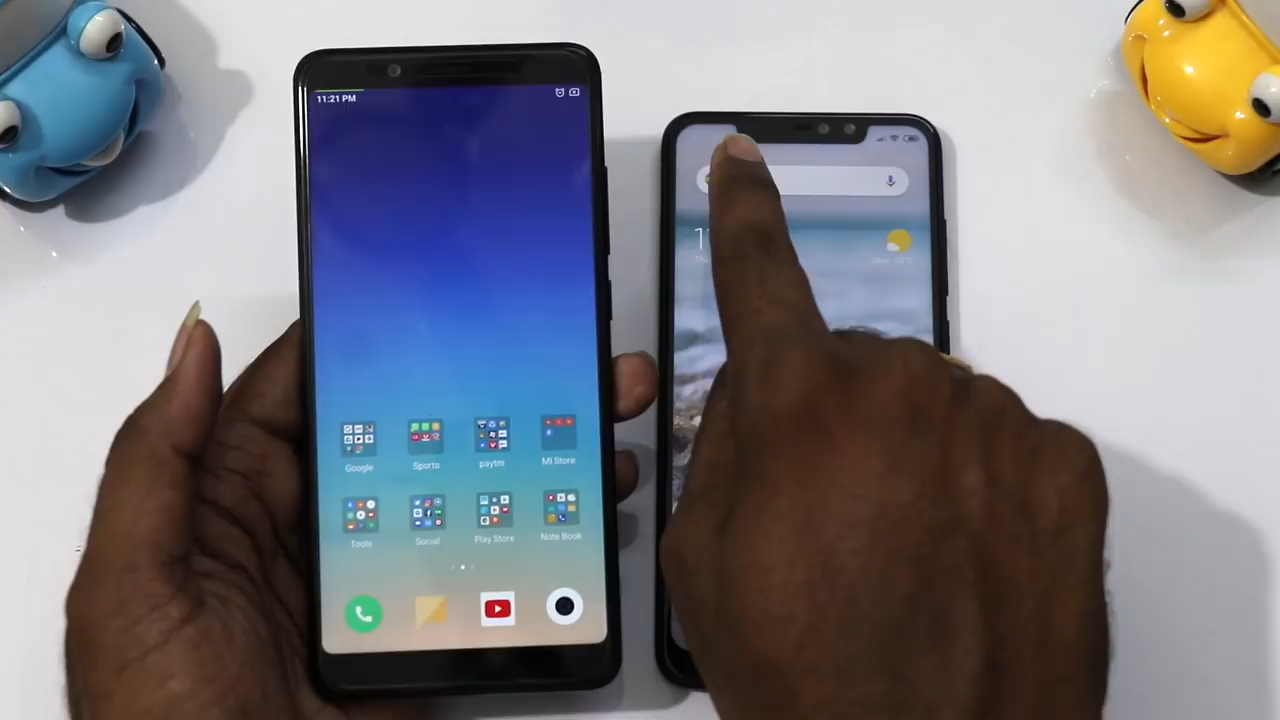 11:21 PM
Google
Sports
paytm
MI Store
Tools
Social
Play Store
Note Book